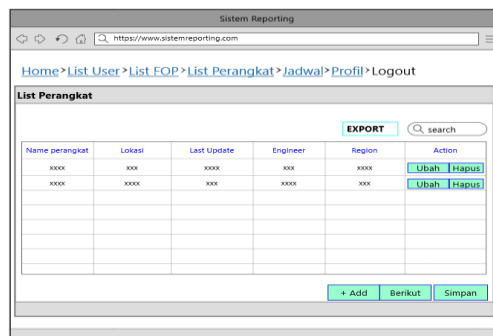 Sistem Reporting
https://www.sistemreporting.com
Home>List User>List FOP>List Perangkat>Jadwal>Profil>Logout
List Perangkat
EXPORT search
Name perangkat Lokasi Last Update Engineer Region Action
xxxx xxx xxxx xxx xxxx Ubah Hapus
xxxx xxxx xxx xxxx xxx Ubah Hapus
+ Add Berikut Simpan